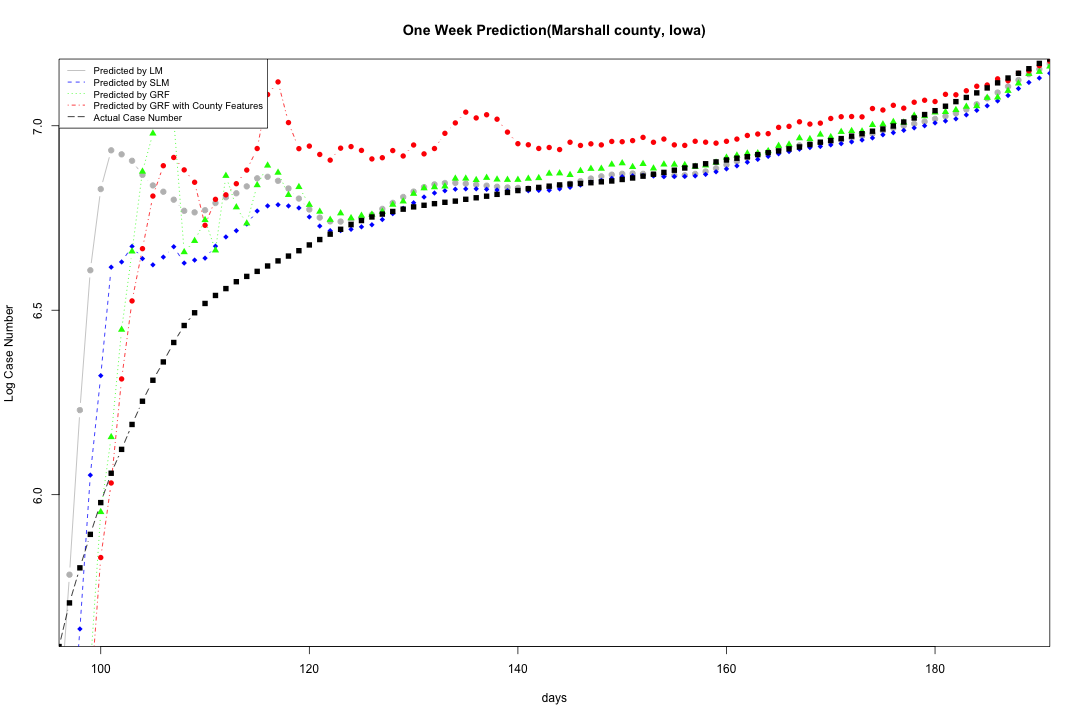 One Week Prediction(Marshall county, Iowa)
Predicted by LM
Predicted by SLM
Predicted by GRF
Predicted by GRF with County Features
Actual Case Number
7.0
6.5
6.0
Log Case Number
100 120 140 160 180
days